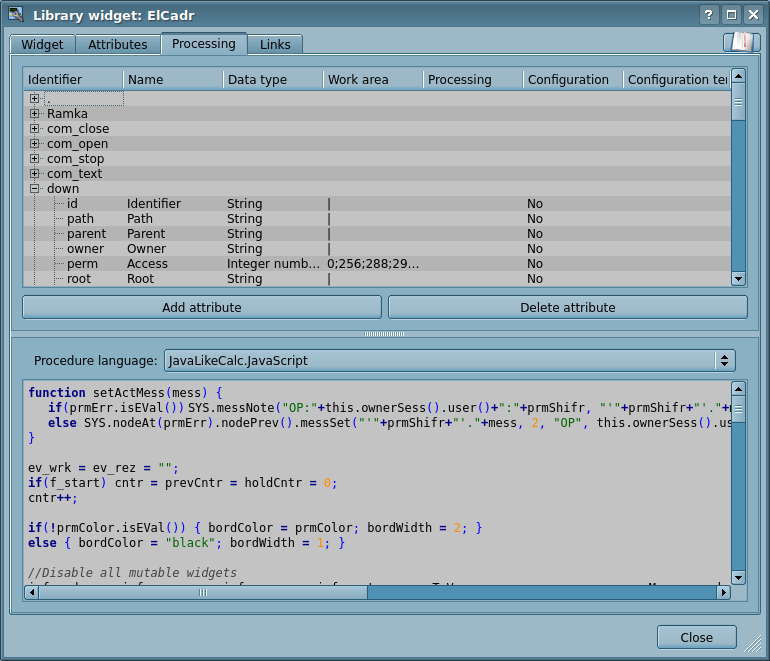 Library widget: ElCadr
?
Widget Attributes Processing Links
Identifier Name Data type Work area Processing Configuration Configuration ter
.
Ramka
com_close
com_open
com_stop
com_text
down
id Identifier String | No
path Path String | No
parent Parent String | No
owner Owner String | No
perm Access Integer numb... 0;256;288;29... No
root Root String | No
Add attribute Delete attribute
Procedure language: JavaLikeCalc.JavaScript
function setActMess(mess) {
if(prmErr.isEVal()) SYS.messNote("OP:"+this.ownerSess().user()+":"+prmShifr, "'"+prmShifr+"'."+
else SYS.nodeAt(prmErr).nodePrev().messSet("'"+prmShifr+"'."+mess, 2, "OP", this.ownerSess().us
}
ev_wrk = ev_rez = "";
if(f_start) cntr = prevCntr = holdCntr = 0;
cntr++;
if(!prmColor.isEVal()) { bordColor = prmColor; bordWidth = 2; }
else { bordColor = "black"; bordWidth = 1; }
//Disable all mutable widgets
Close